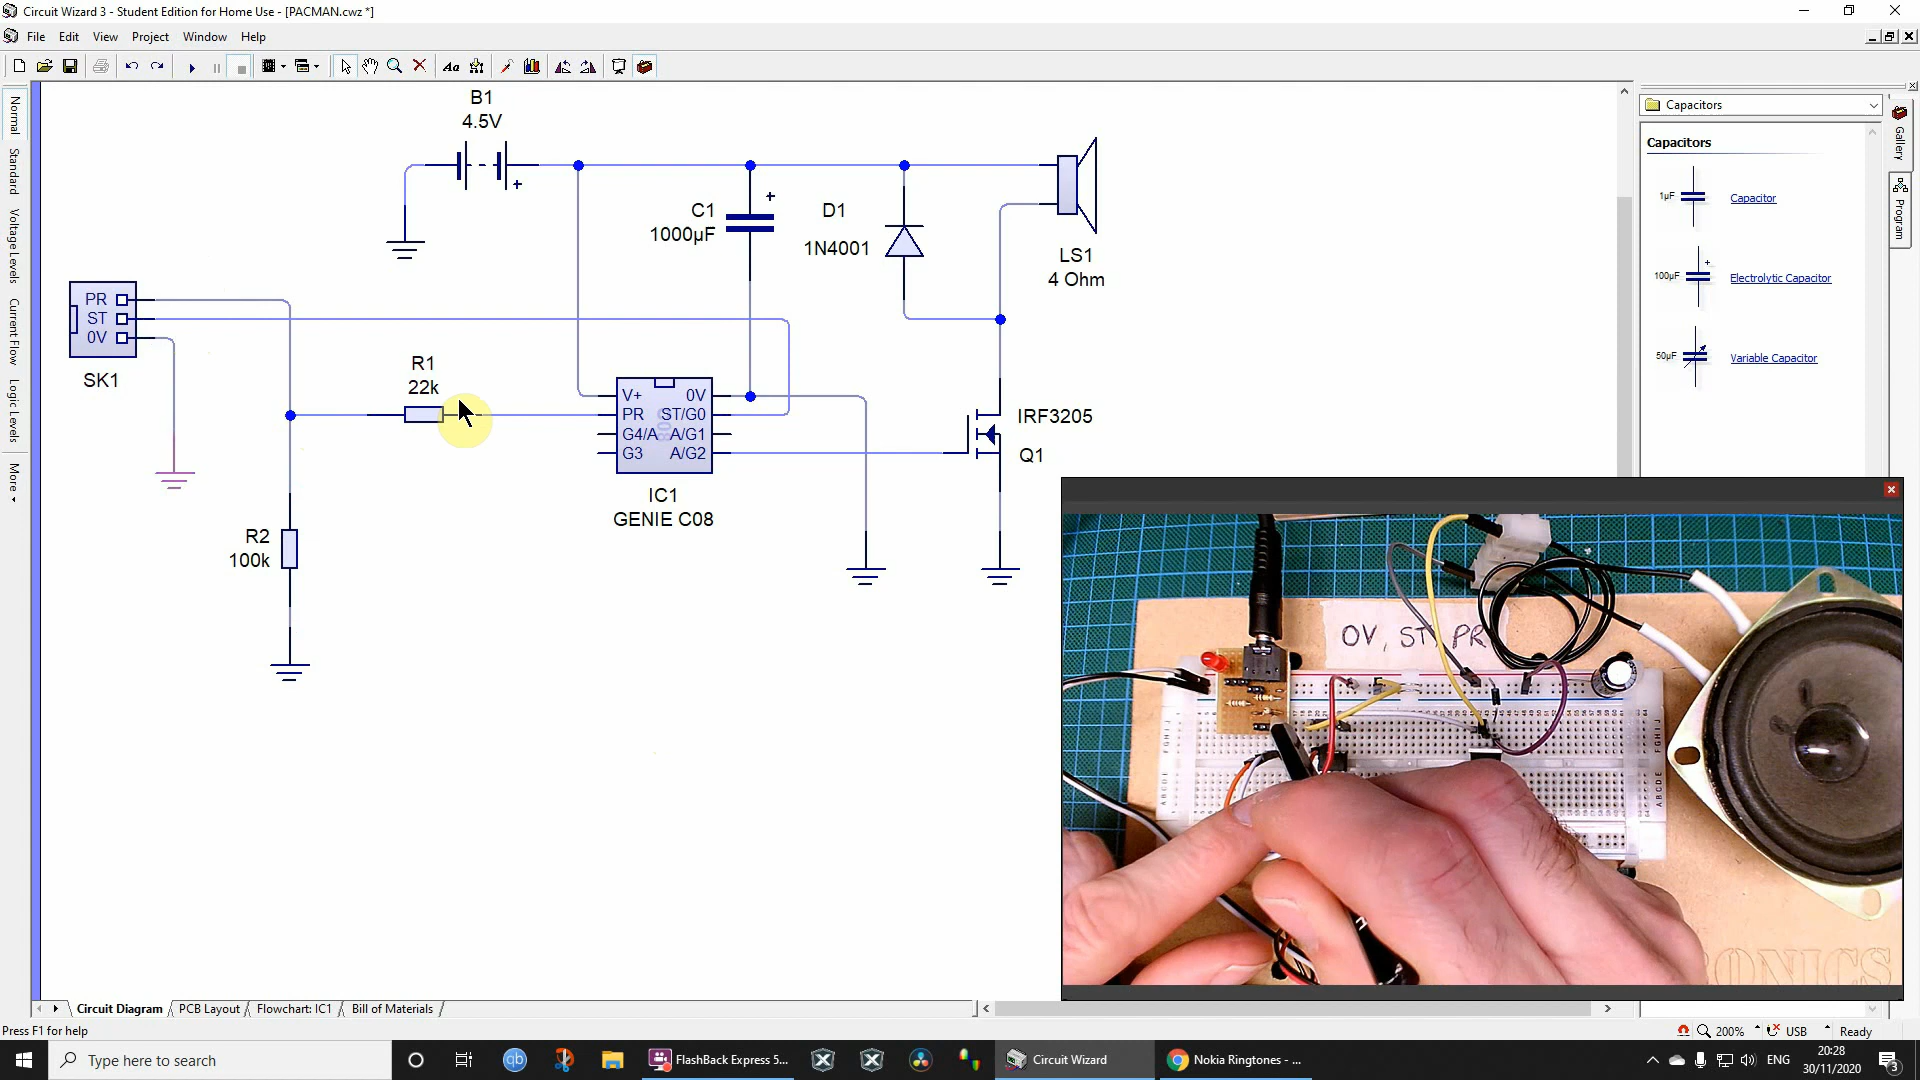 Circuit Wizard 3 - Student Edition for Home Use - [PACMAN.cwz *]
File Edit View Project Window Help
Aa
Normal
Standard
Voltage Levels
Current Flow
Logic Levels
More
B1
4.5V
+
C1
1000µF
+
D1
1N4001
LS1
4 Ohm
PR
ST
0V
SK1
R1
22k
V+ 0V
PR ST/G0
G4/A A/G1
G3 A/G2
IC1
GENIE C08
IRF3205
Q1
R2
100k
Capacitors
Capacitors
1µF Capacitor
100µF + Electrolytic Capacitor
50µF Variable Capacitor
Gallery
Program
OV, ST, PR
ONICS
Circuit Diagram PCB Layout Flowchart: IC1 Bill of Materials
Press F1 for help
200% USB Ready
Type here to search
qb
FlashBack Express 5...
Circuit Wizard
Nokia Ringtones - ...
ENG
20:28
30/11/2020
3